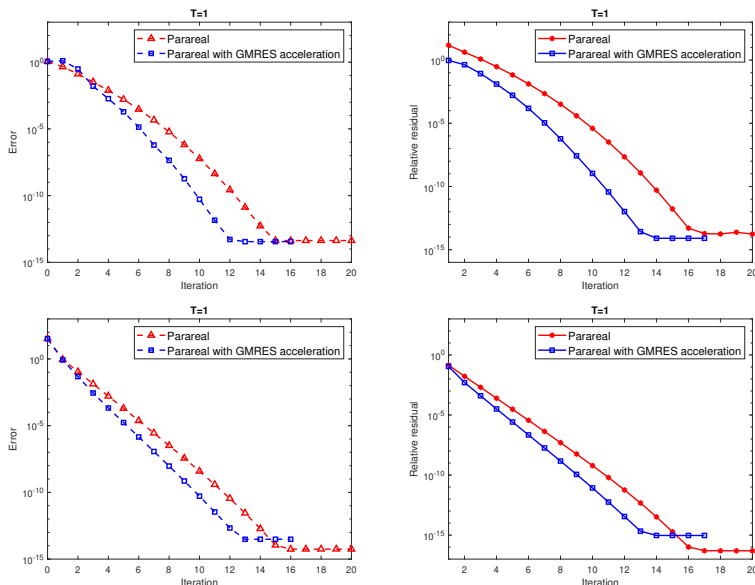 T=1
Parareal
Parareal with GMRES acceleration
10^0
10^-5
10^-10
10^-15
Error
0 2 4 6 8 10 12 14 16 18 20
Iteration
T=1
Parareal
Parareal with GMRES acceleration
10^0
10^-5
10^-10
10^-15
Relative residual
2 4 6 8 10 12 14 16 18 20
Iteration
T=1
Parareal
Parareal with GMRES acceleration
10^0
10^-5
10^-10
10^-15
Error
0 2 4 6 8 10 12 14 16 18 20
Iteration
T=1
Parareal
Parareal with GMRES acceleration
10^0
10^-5
10^-10
10^-15
Relative residual
2 4 6 8 10 12 14 16 18 20
Iteration